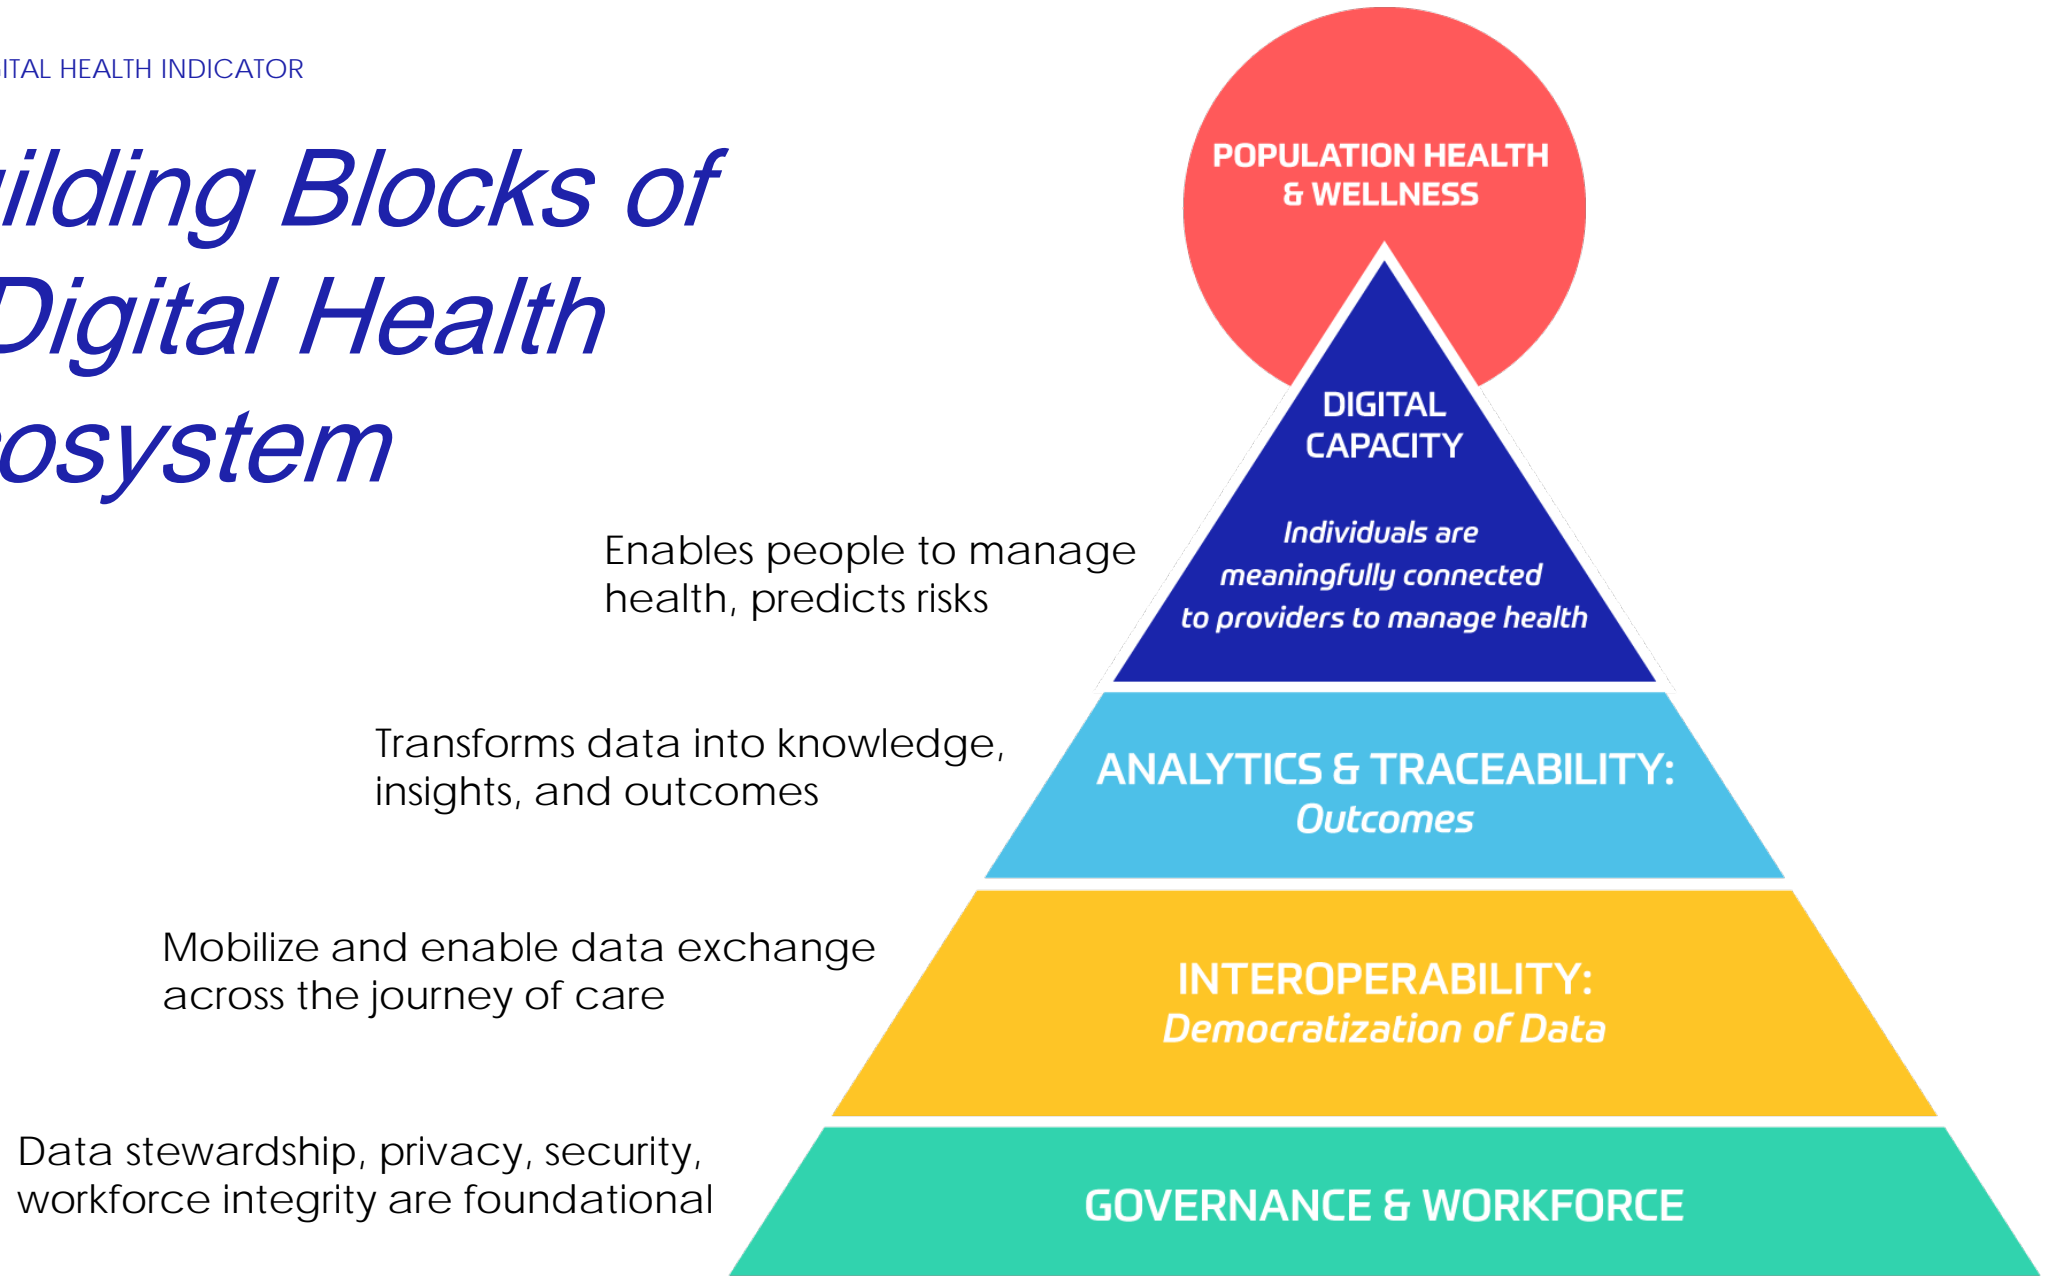 ITAL HEALTH INDICATOR
ilding Blocks of
Digital Health
osystem
POPULATION HEALTH
& WELLNESS
DIGITAL
CAPACITY
Individuals are
meaningfully connected
to providers to manage health
Enables people to manage
health, predicts risks
ANALYTICS & TRACEABILITY:
Outcomes
Transforms data into knowledge,
insights, and outcomes
INTEROPERABILITY:
Democratization of Data
Mobilize and enable data exchange
across the journey of care
GOVERNANCE & WORKFORCE
Data stewardship, privacy, security,
workforce integrity are foundational